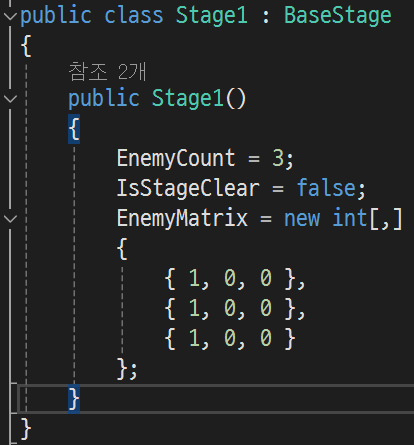 public class Stage1 : BaseStage
{
참조 2개
public Stage1()
{
EnemyCount = 3;
IsStageClear = false;
EnemyMatrix = new int[,]
{
{ 1, 0, 0 },
{ 1, 0, 0 },
{ 1, 0, 0 }
};
}
}